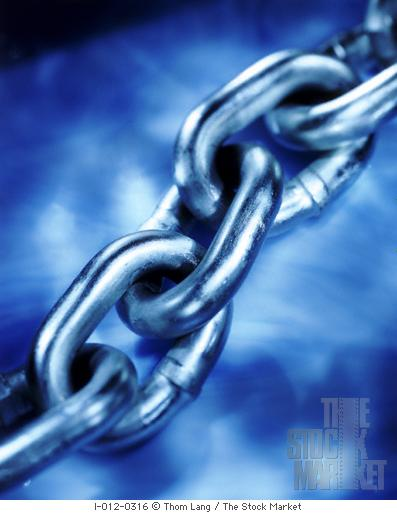 THE
STOCK
MARKET
I-012-0316 © Thom Lang / The Stock Market